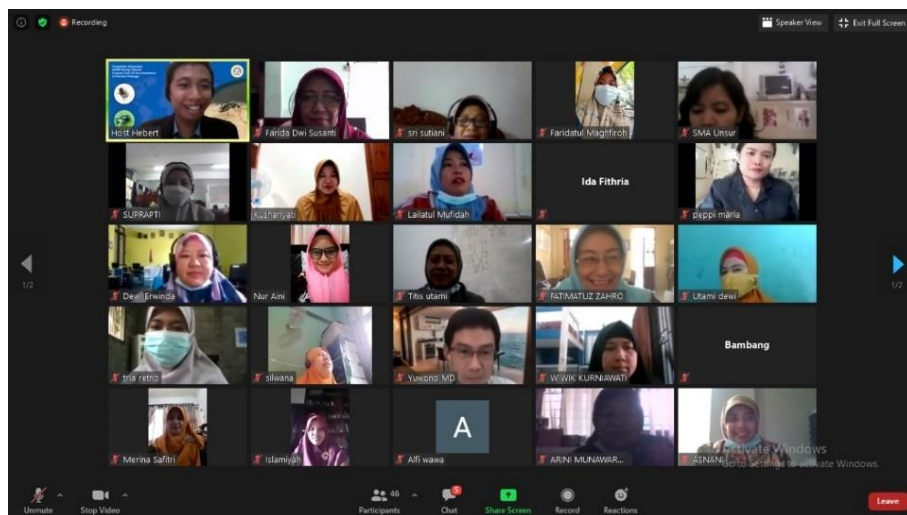 Recording
Speaker View
Exit Full Screen
Host Hebert
Farida Dwi Susanti
sri sutiani
Faridatul Maghfiroh
SMA Unsur
SUPRAPTI
Kushariyati
Lailatul Mufidah
Ida Fithria
peppi maria
1/2
Dewi Erwinda
Nur Aini
Titis utami
FATIMATUZ ZAHRO
Utami dewi
1/2
tria retno
silwana
Yuwono MD
WIWIK KURNIAWATI
Bambang
Merina Safitri
Islamiyah
A
Alfi wawa
ARINI MUNAWAR...
ASNANI
Activate Windows
Go to Settings to activate Windows.
Unmute
Stop Video
46
Participants
5
Chat
Share Screen
Record
Reactions
Leave